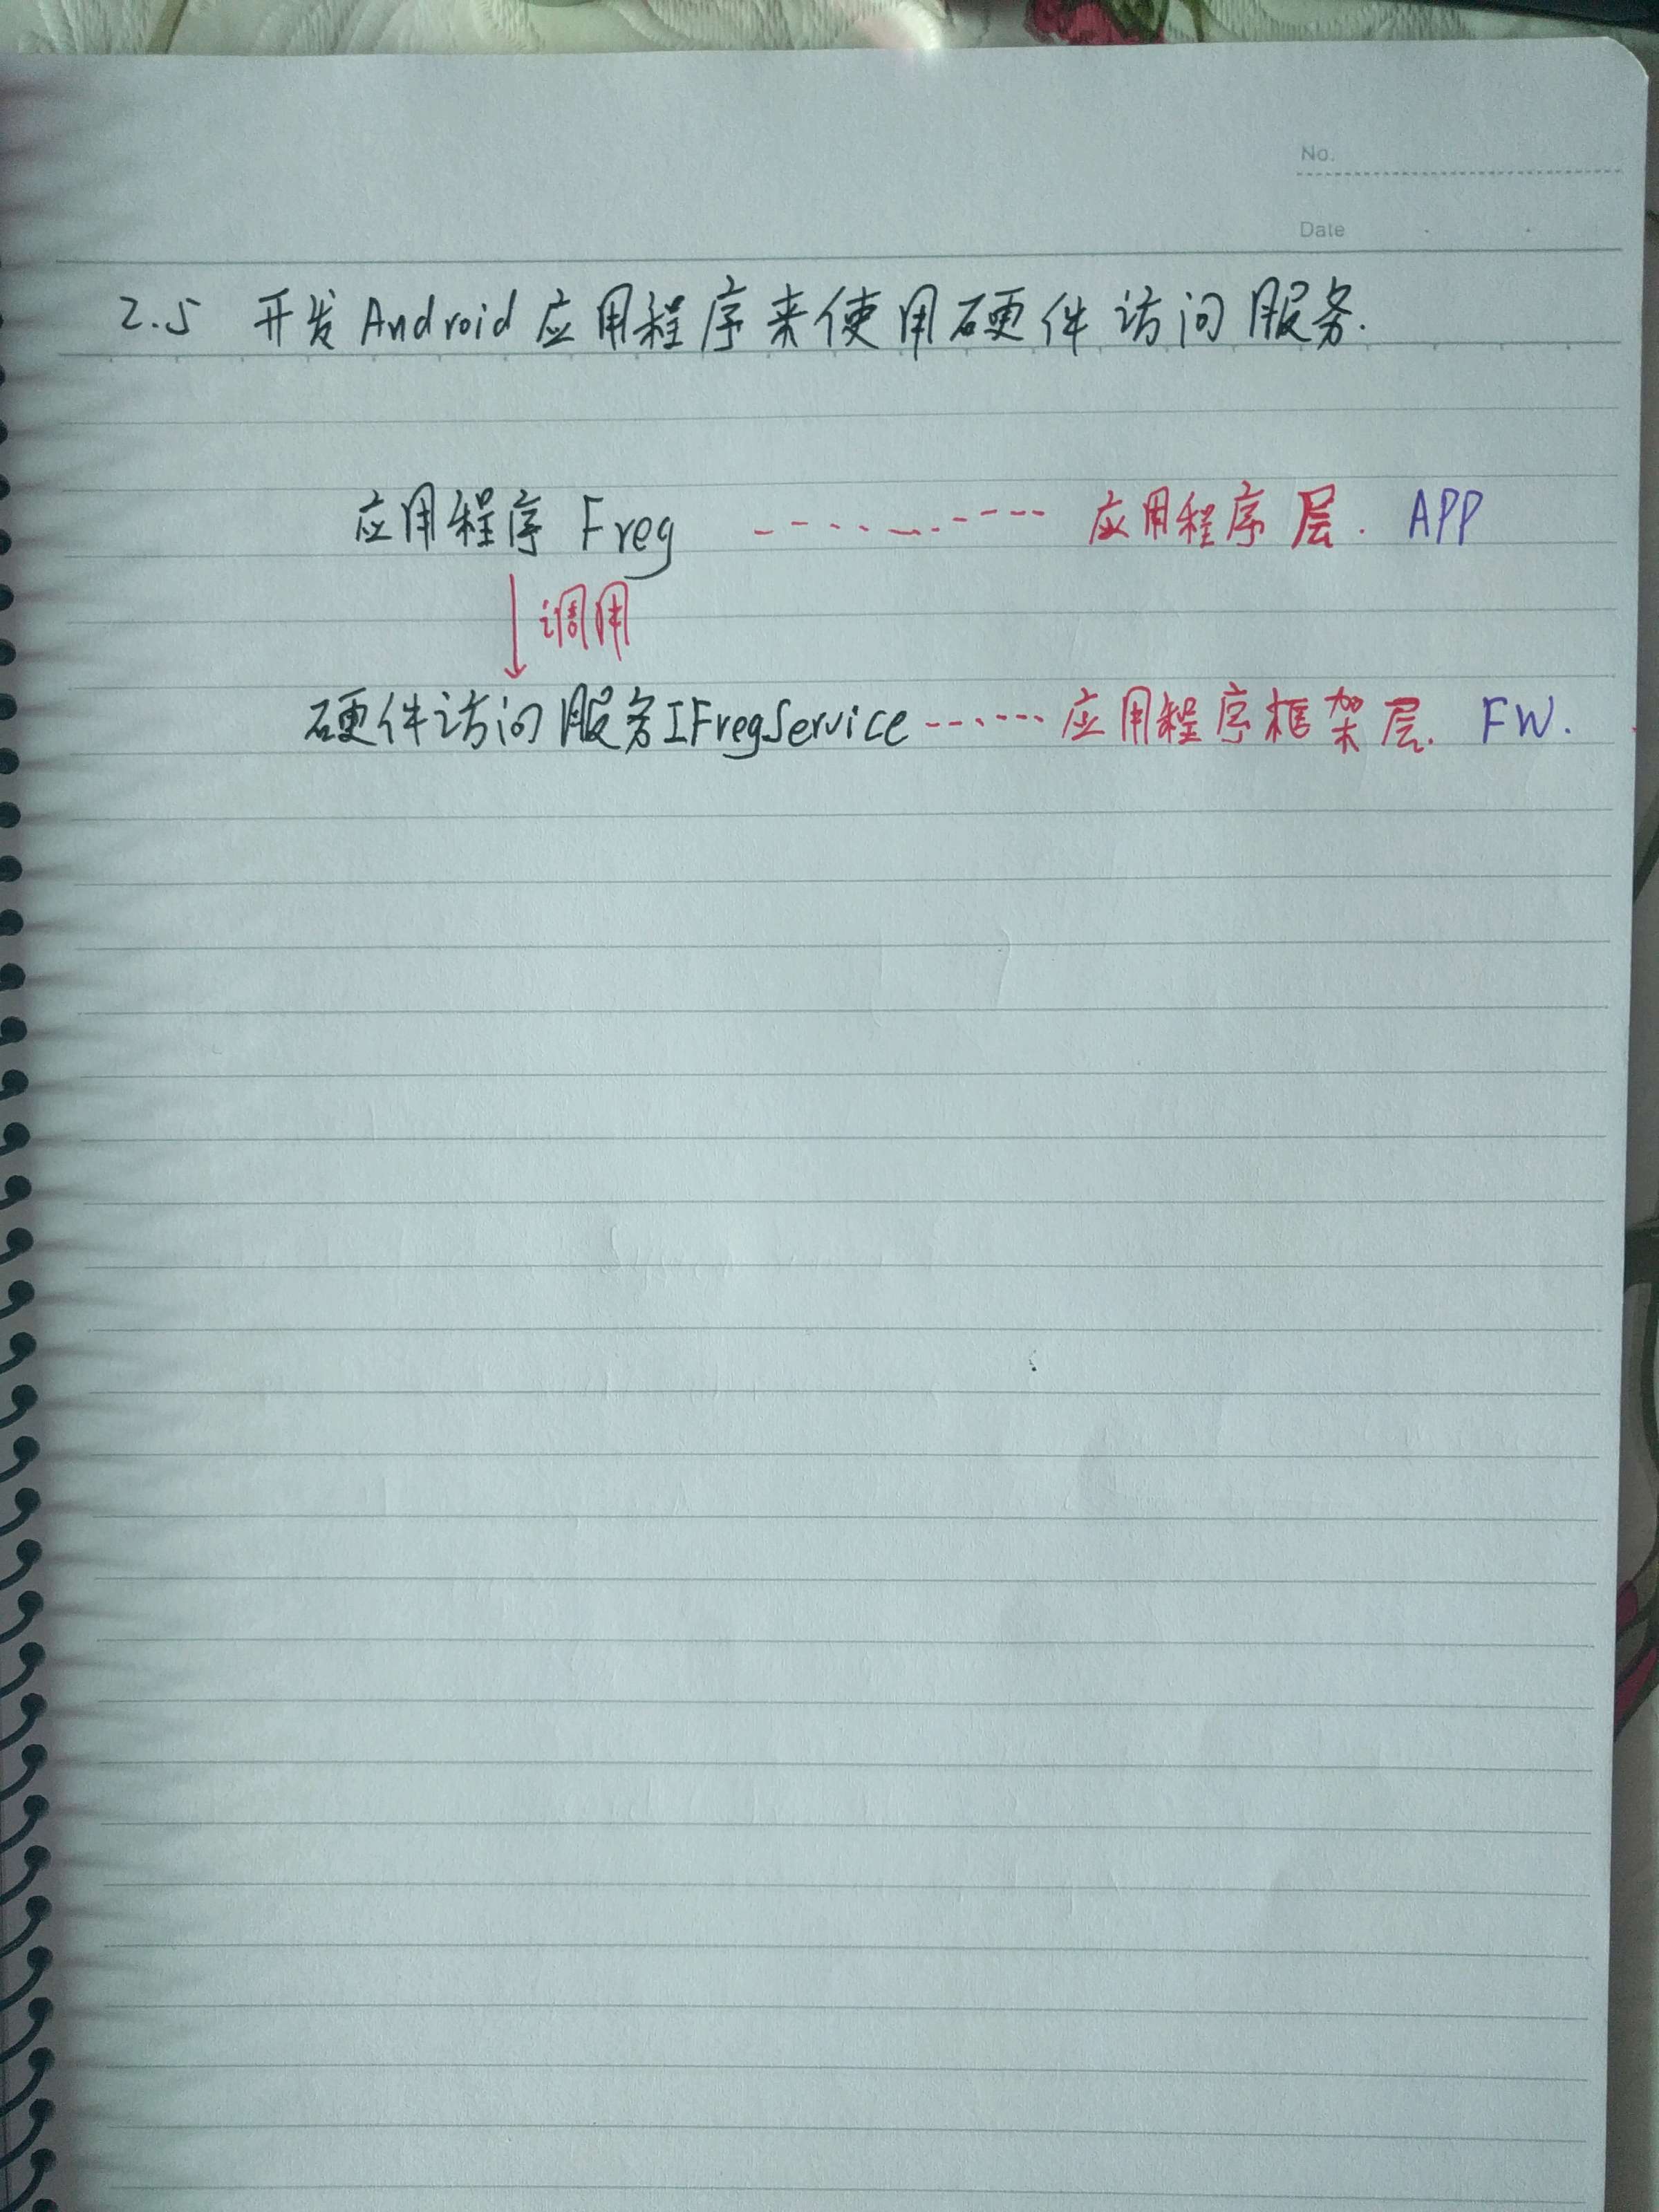 No.
Date
2.5 开发Android应用程序来使用硬件访问服务.
应用程序 Freg ---------- 应用程序层. APP
调用
硬件访问服务IFregService ------- 应用程序框架层. FW.